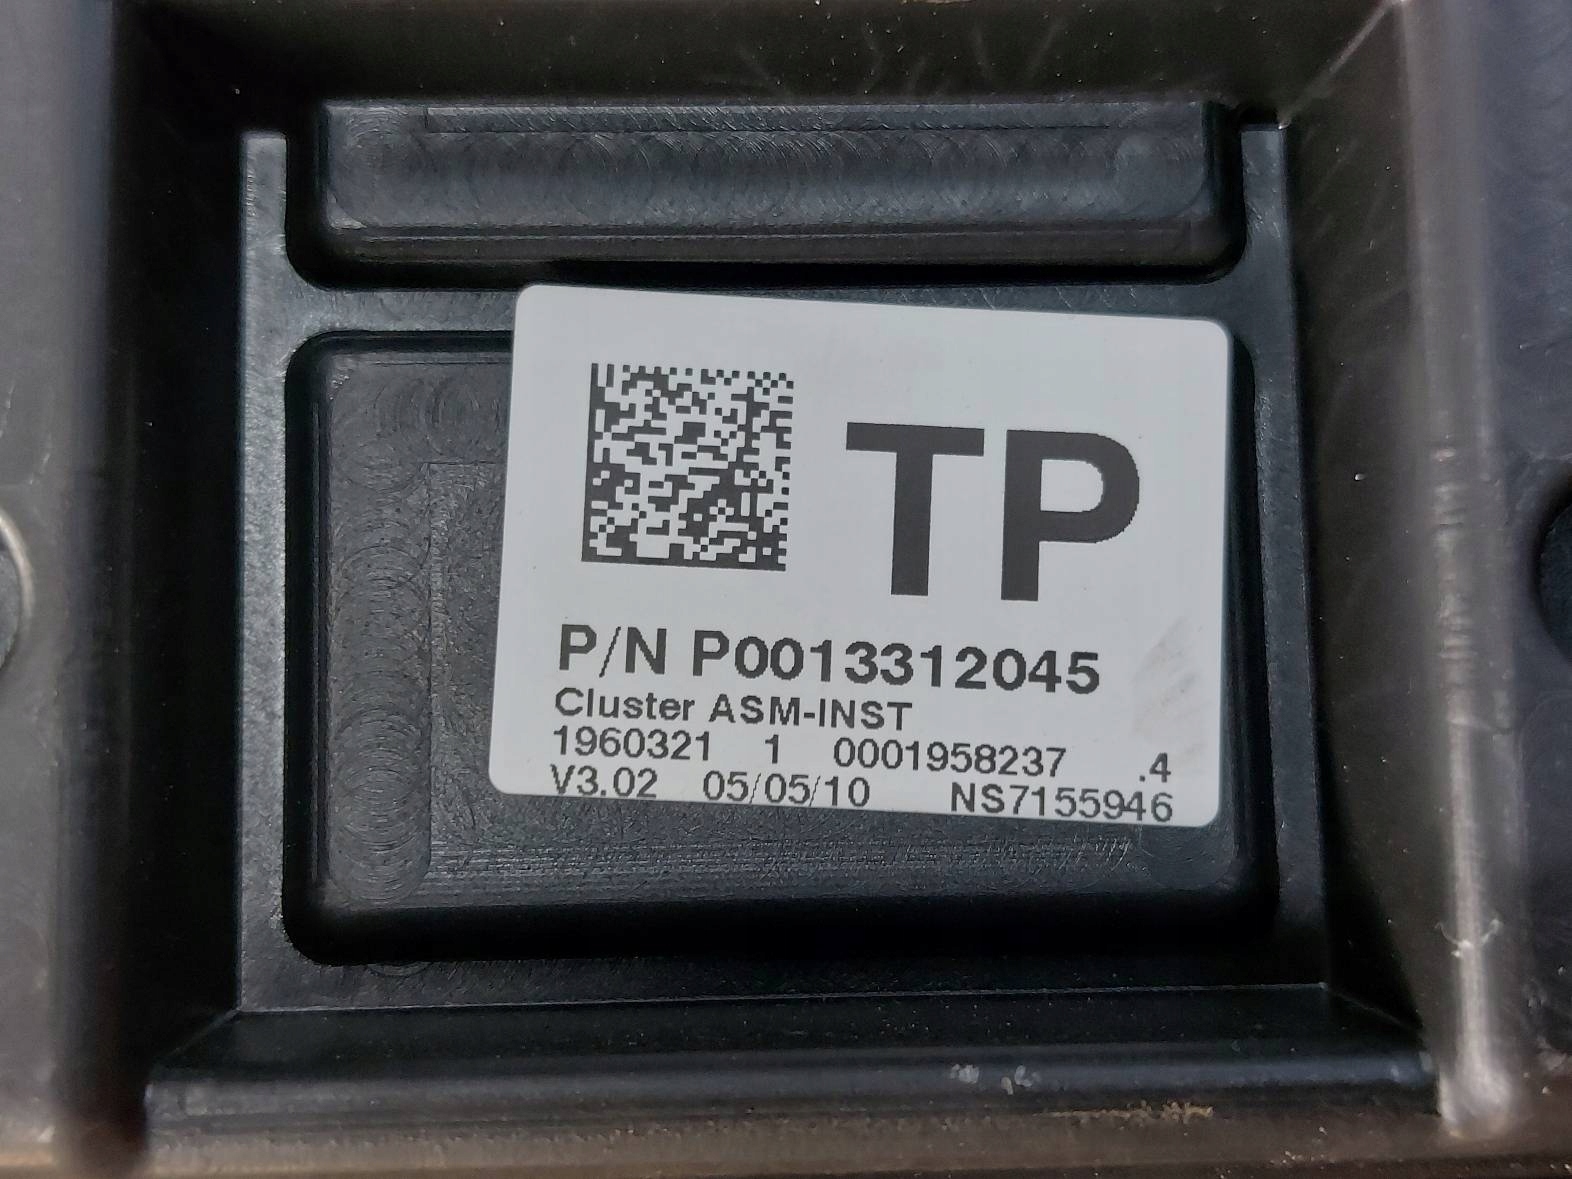 TP
P/N P0013312045
Cluster ASM-INST
1960321 1 0001958237 .4
V3.02 05/05/10 NS7155946